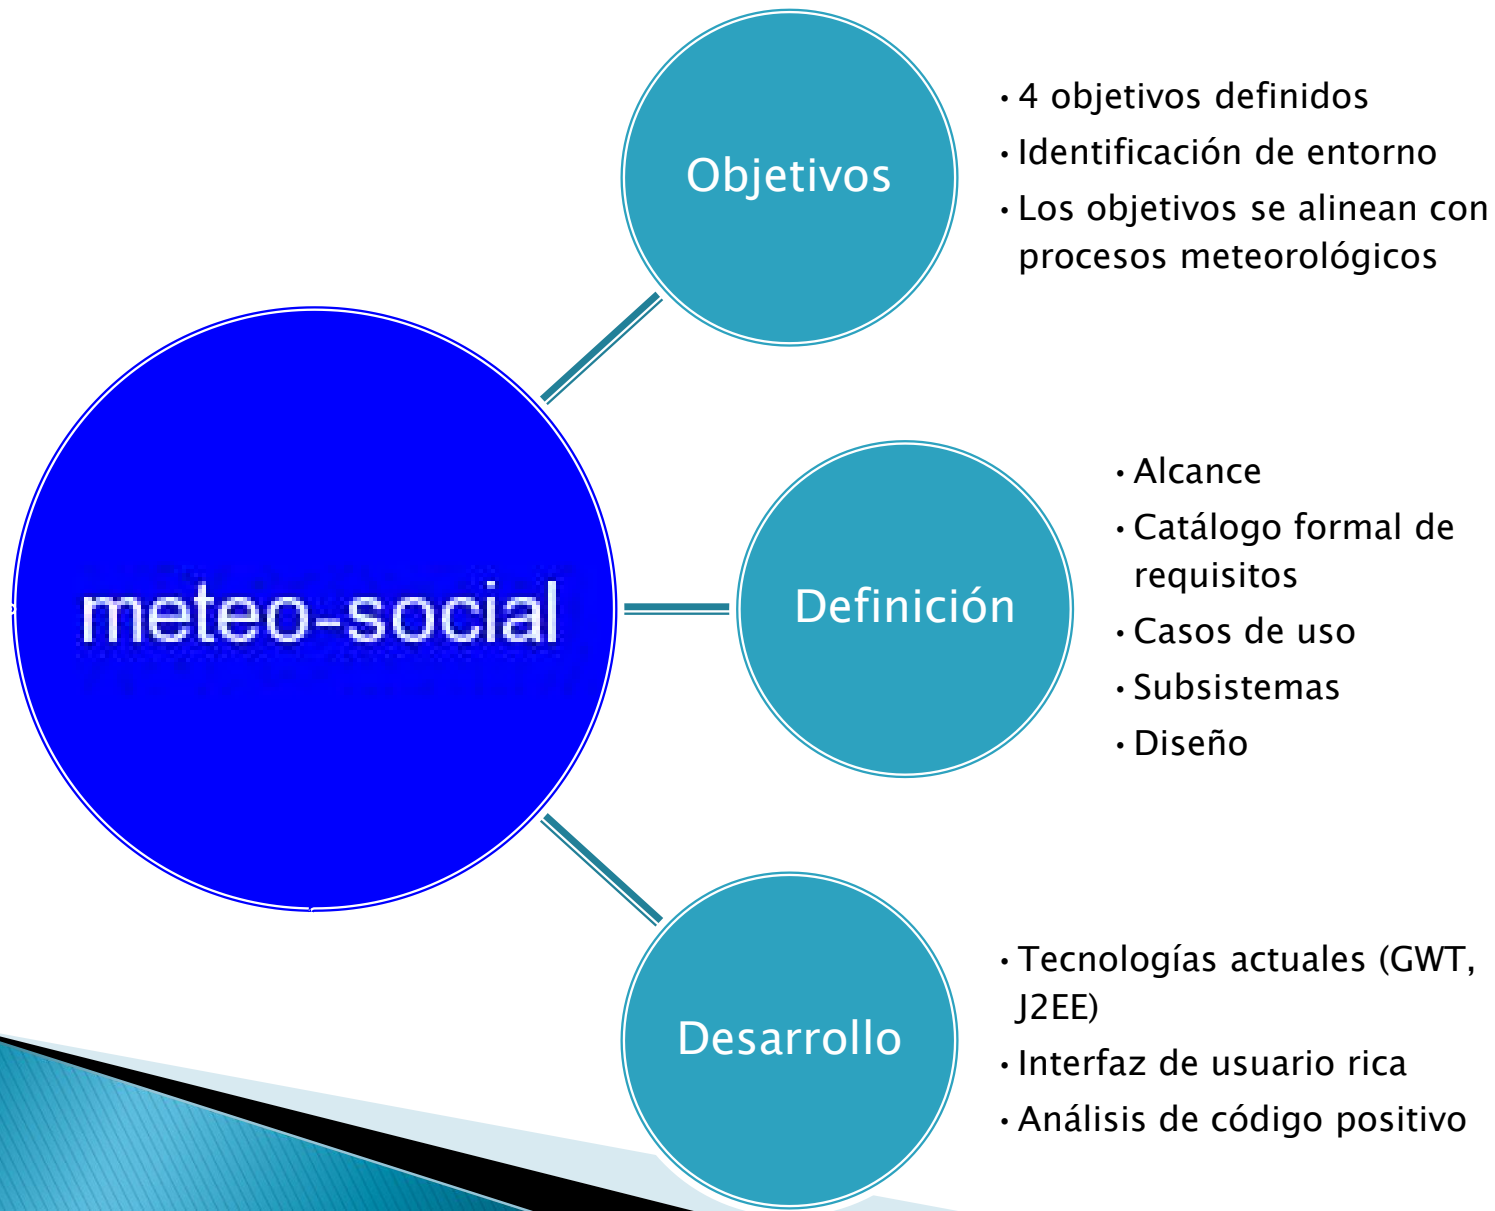 meteo-social
Objetivos
• 4 objetivos definidos
• Identificación de entorno
• Los objetivos se alinean con
procesos meteorológicos
Definición
• Alcance
• Catálogo formal de
requisitos
• Casos de uso
• Subsistemas
• Diseño
Desarrollo
• Tecnologías actuales (GWT,
J2EE)
• Interfaz de usuario rica
• Análisis de código positivo